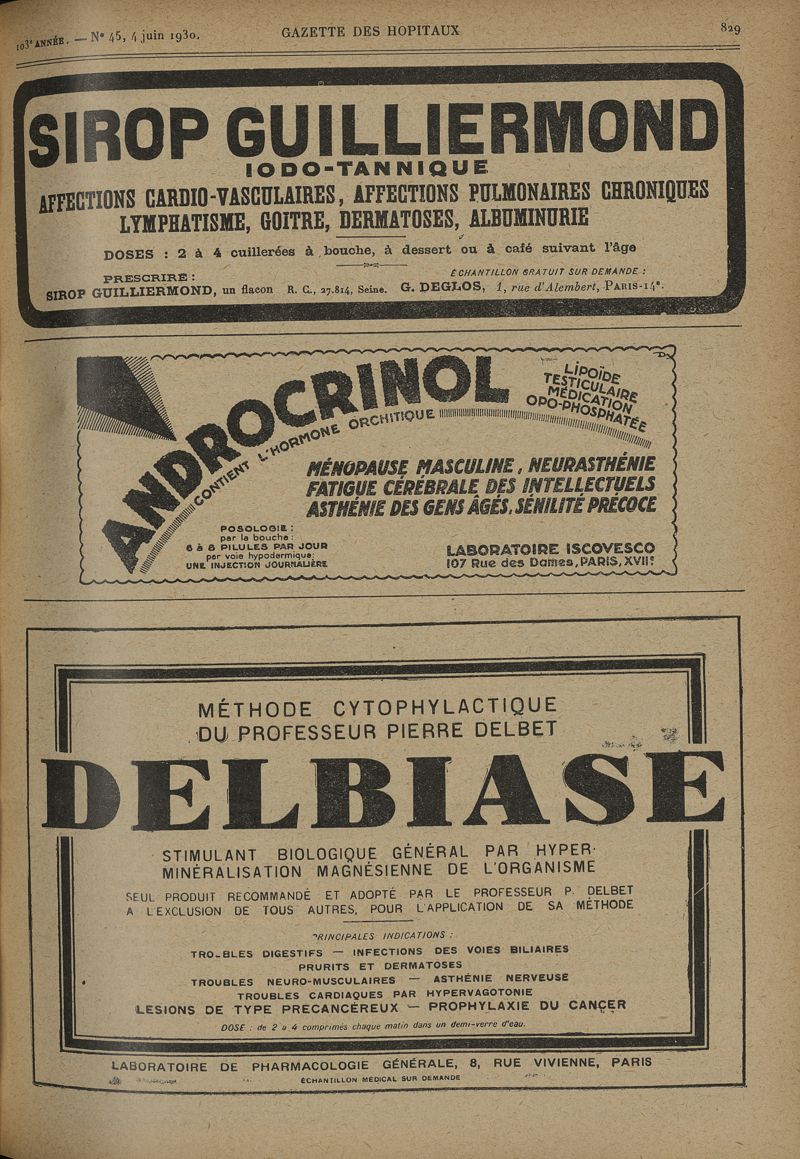 103e ANNÉE. — N° 45, 4 juin 1930.
GAZETTE DES HOPITAUX
829
SIROP GUILLIERMOND
IODO-TANNIQUE
AFFECTIONS CARDIO-VASCULAIRES, AFFECTIONS PULMONAIRES CHRONIQUES
LYMPHATISME, GOITRE, DERMATOSES, ALBUMINURIE
DOSES : 2 à 4 cuillerées à bouche, à dessert ou à café suivant l'âge
PRESCRIRE :
ÉCHANTILLON GRATUIT SUR DEMANDE :
SIROP GUILLIERMOND, un flacon R. C., 27.814, Seine. G. DEGLOS, 1, rue d'Alembert, PARIS-14e.
ANDROCRINOL
CONTIENT L'HORMONE ORCHITIQUE
LIPOÏDE
TESTICULAIRE
MÉDICATION
OPO-PHOSPHATÉE
MÉNOPAUSE MASCULINE, NEURASTHÉNIE
FATIGUE CÉRÉBRALE DES INTELLECTUELS
ASTHÉNIE DES GENS ÂGÉS, SÉNILITÉ PRÉCOCE
POSOLOGIE :
par la bouche :
6 à 8 PILULES PAR JOUR
par voie hypodermique:
UNE INJECTION JOURNALIÈRE
LABORATOIRE ISCOVESCO
107 Rue des Dames, PARIS, XVIIe
MÉTHODE CYTOPHYLACTIQUE
DU PROFESSEUR PIERRE DELBET
DELBIASE
STIMULANT BIOLOGIQUE GÉNÉRAL PAR HYPER-
MINÉRALISATION MAGNÉSIENNE DE L'ORGANISME
SEUL PRODUIT RECOMMANDÉ ET ADOPTÉ PAR LE PROFESSEUR P. DELBET
A L'EXCLUSION DE TOUS AUTRES, POUR L'APPLICATION DE SA MÉTHODE
PRINCIPALES INDICATIONS :
TROUBLES DIGESTIFS — INFECTIONS DES VOIES BILIAIRES
PRURITS ET DERMATOSES
TROUBLES NEURO-MUSCULAIRES — ASTHÉNIE NERVEUSE
TROUBLES CARDIAQUES PAR HYPERVAGOTONIE
LESIONS DE TYPE PRECANCÉREUX — PROPHYLAXIE DU CANCER
DOSE : de 2 a 4 comprimés chaque matin dans un demi-verre d'eau.
LABORATOIRE DE PHARMACOLOGIE GÉNÉRALE, 8, RUE VIVIENNE, PARIS
ÉCHANTILLON MÉDICAL SUR DEMANDE